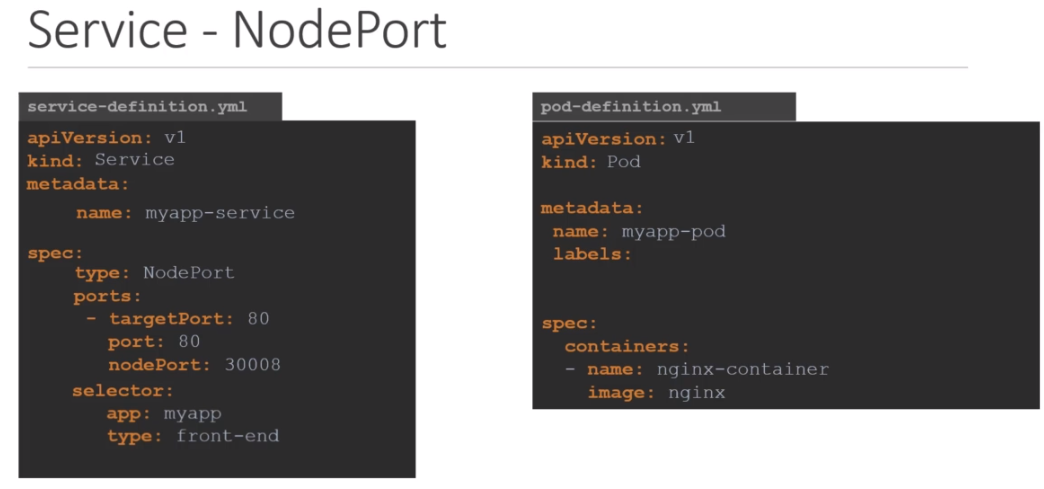 Service - NodePort
service-definition.yml
apiVersion: v1
kind: Service
metadata:
name: myapp-service
spec:
type: NodePort
ports:
- targetPort: 80
port: 80
nodePort: 30008
selector:
app: myapp
type: front-end
pod-definition.yml
apiVersion: v1
kind: Pod
metadata:
name: myapp-pod
labels:
spec:
containers:
- name: nginx-container
image: nginx